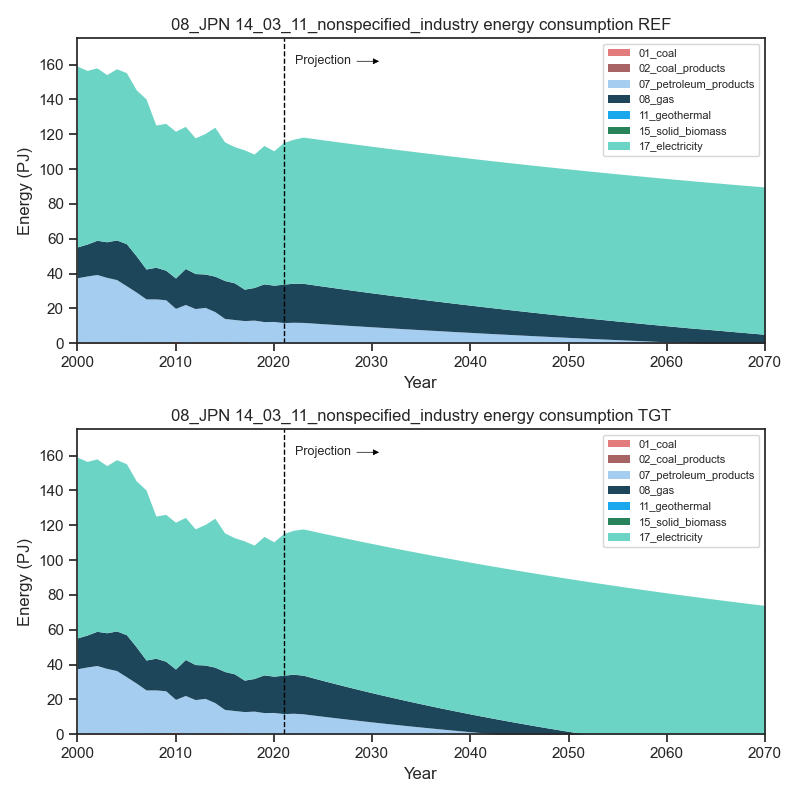 08_JPN 14_03_11_nonspecified_industry energy consumption REF
Energy (PJ)
160
140
120
100
80
60
40
20
0
Projection
01_coal
02_coal_products
07_petroleum_products
08_gas
11_geothermal
15_solid_biomass
17_electricity
2000 2010 2020 2030 2040 2050 2060 2070
Year
08_JPN 14_03_11_nonspecified_industry energy consumption TGT
Energy (PJ)
160
140
120
100
80
60
40
20
0
Projection
01_coal
02_coal_products
07_petroleum_products
08_gas
11_geothermal
15_solid_biomass
17_electricity
2000 2010 2020 2030 2040 2050 2060 2070
Year